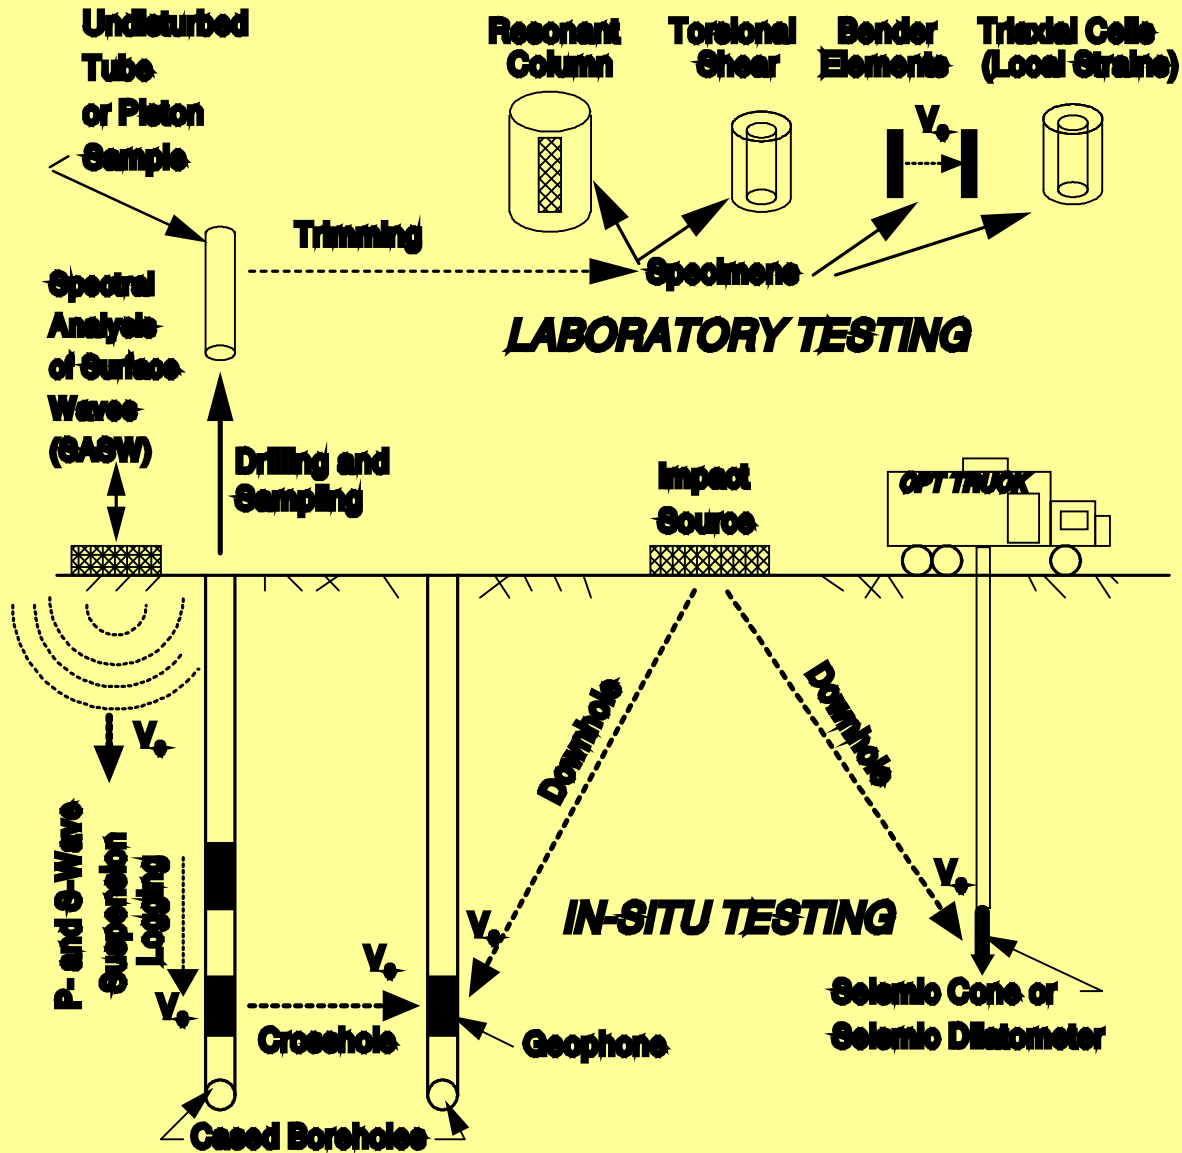 Undisturbed
Tube
or Piston
Sample
Resonant
Column
Torsional
Shear
Bender
Elements
Triaxial Cells
(Local Strains)
Vs
Trimming
Specimens
LABORATORY TESTING
Spectral
Analysis
of Surface
Waves
(SASW)
Drilling and
Sampling
Impact
Source
CPT TRUCK
Vs
Downhole
Downhole
P- and S-Wave
Suspension
Logging
Vs
Vs
Vs
Vs
IN-SITU TESTING
Crosshole
Geophone
Seismic Cone or
Seismic Dilatometer
Cased Boreholes